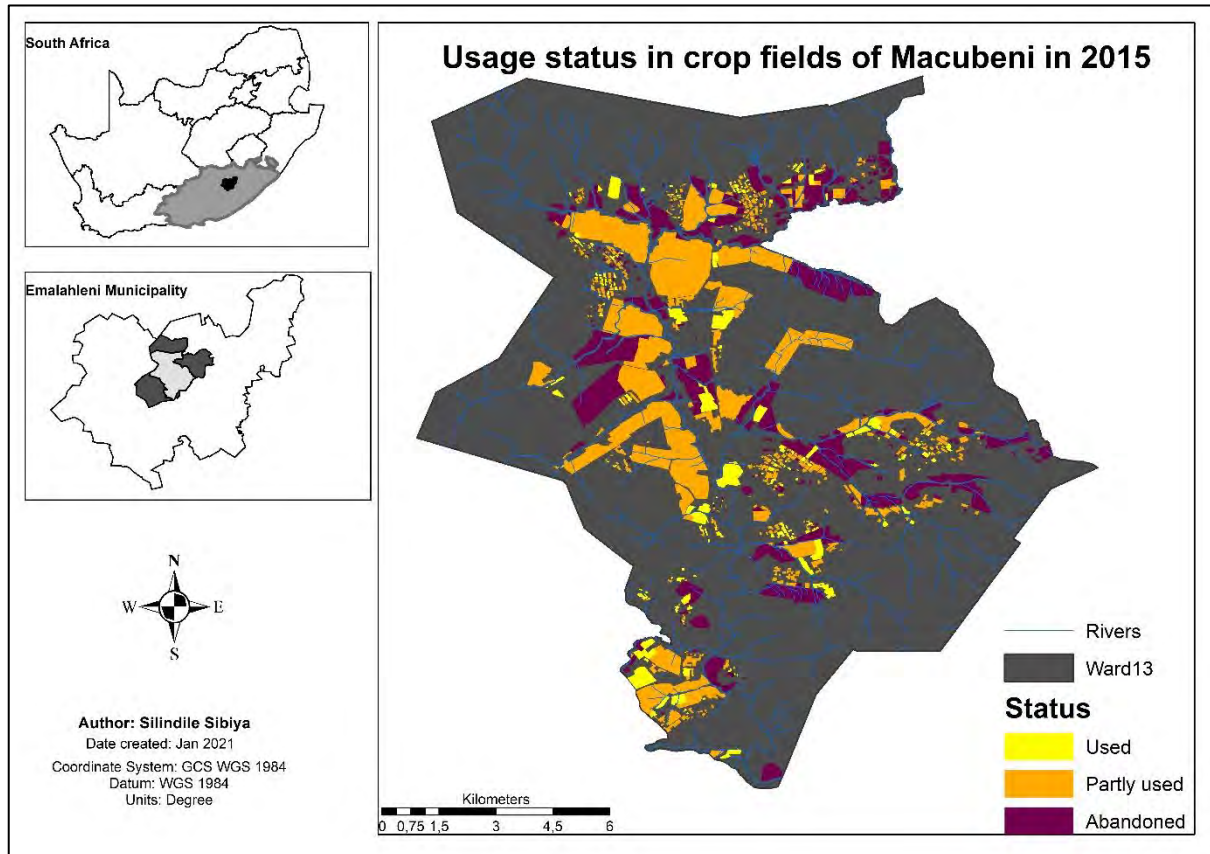 South Africa
Emalahleni Municipality
N
W
E
S
Author: Silindile Sibiya
Date created: Jan 2021
Coordinate System: GCS WGS 1984
Datum: WGS 1984
Units: Degree
Usage status in crop fields of Macubeni in 2015
Rivers
Ward13
Status
Used
Partly used
Abandoned
Kilometers
0 0,75 1,5 3 4,5 6